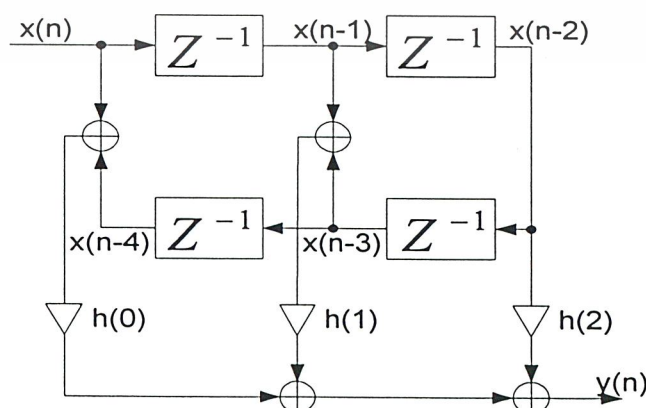 x(n) Z⁻¹ x(n-1) Z⁻¹ x(n-2)
x(n-4) Z⁻¹ x(n-3) Z⁻¹
h(0) h(1) h(2)
y(n)